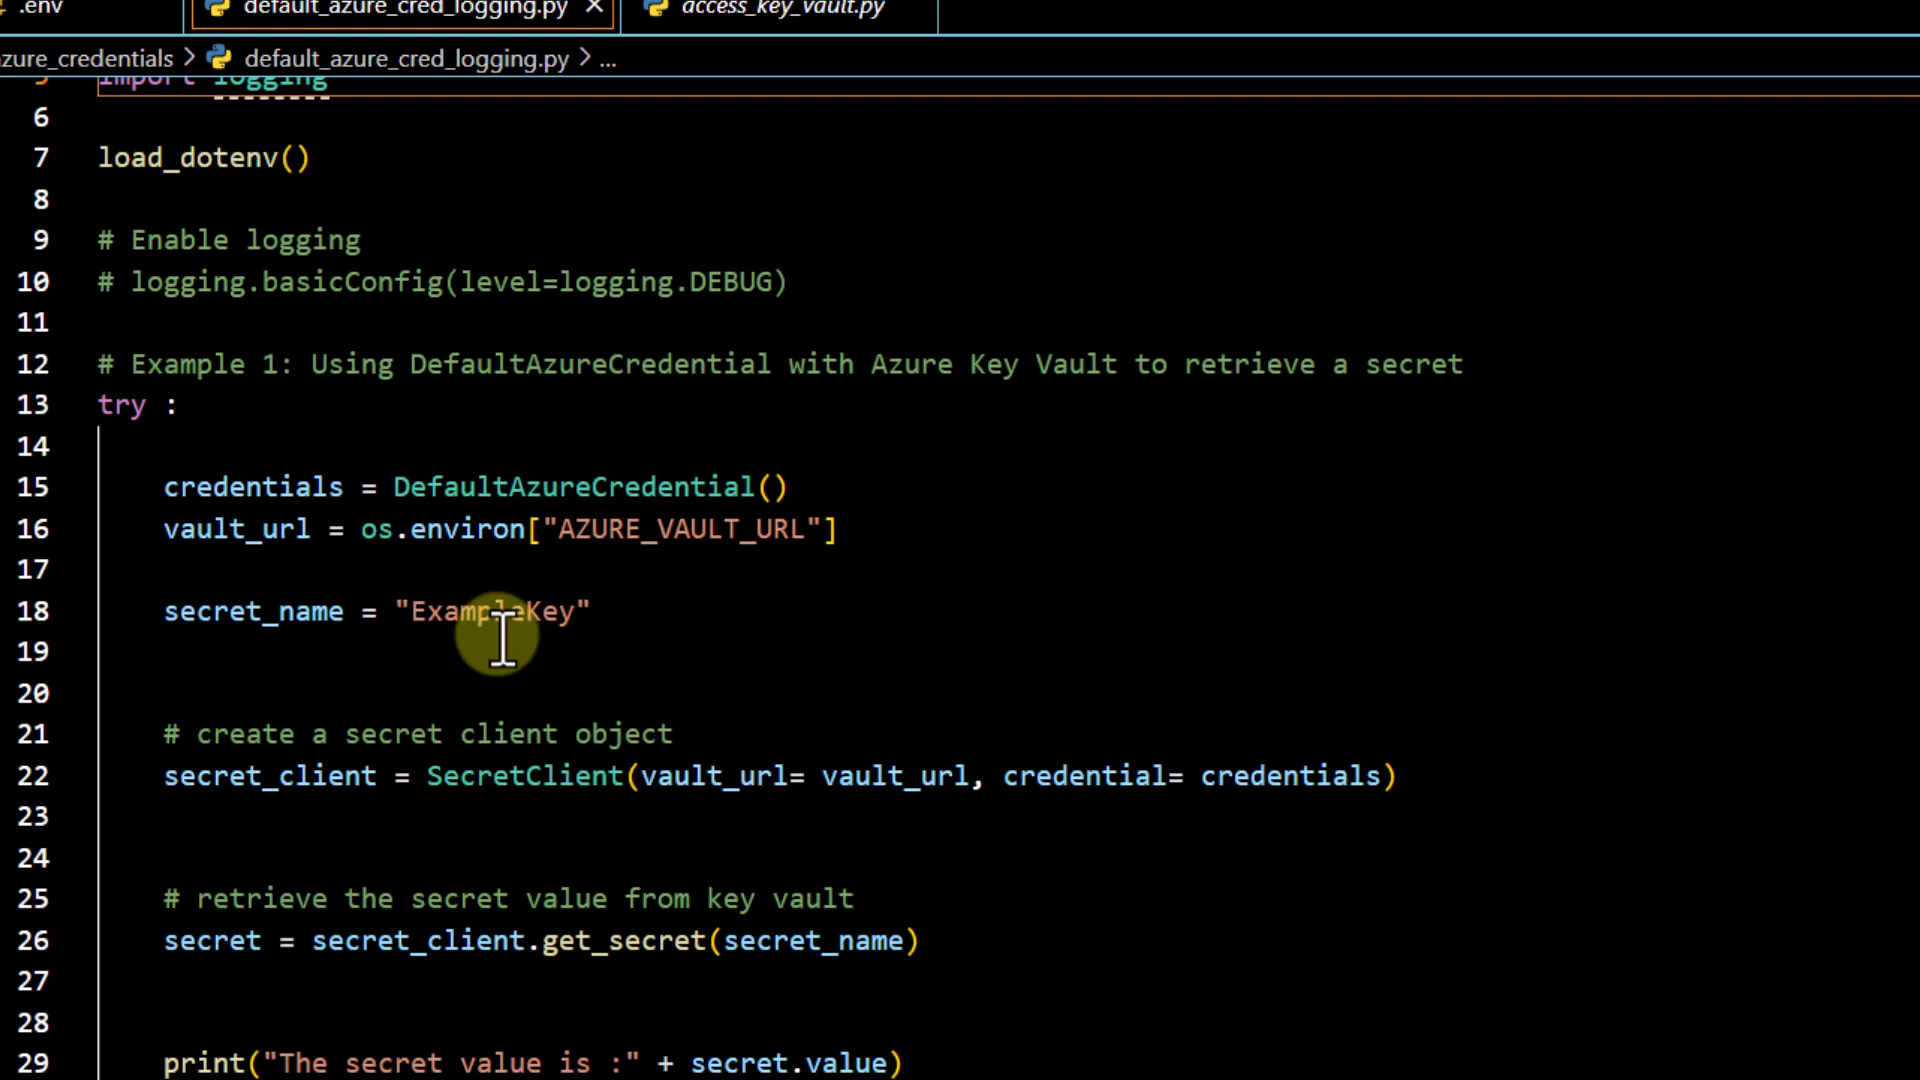 .env default_azure_cred_logging.py × access_key_vault.py
zure_credentials > default_azure_cred_logging.py > ...
5 import logging
6
7 load_dotenv()
8
9 # Enable logging
10 # logging.basicConfig(level=logging.DEBUG)
11
12 # Example 1: Using DefaultAzureCredential with Azure Key Vault to retrieve a secret
13 try :
14
15 credentials = DefaultAzureCredential()
16 vault_url = os.environ["AZURE_VAULT_URL"]
17
18 secret_name = "ExampleKey"
19
20
21 # create a secret client object
22 secret_client = SecretClient(vault_url= vault_url, credential= credentials)
23
24
25 # retrieve the secret value from key vault
26 secret = secret_client.get_secret(secret_name)
27
28
29 print("The secret value is :" + secret.value)